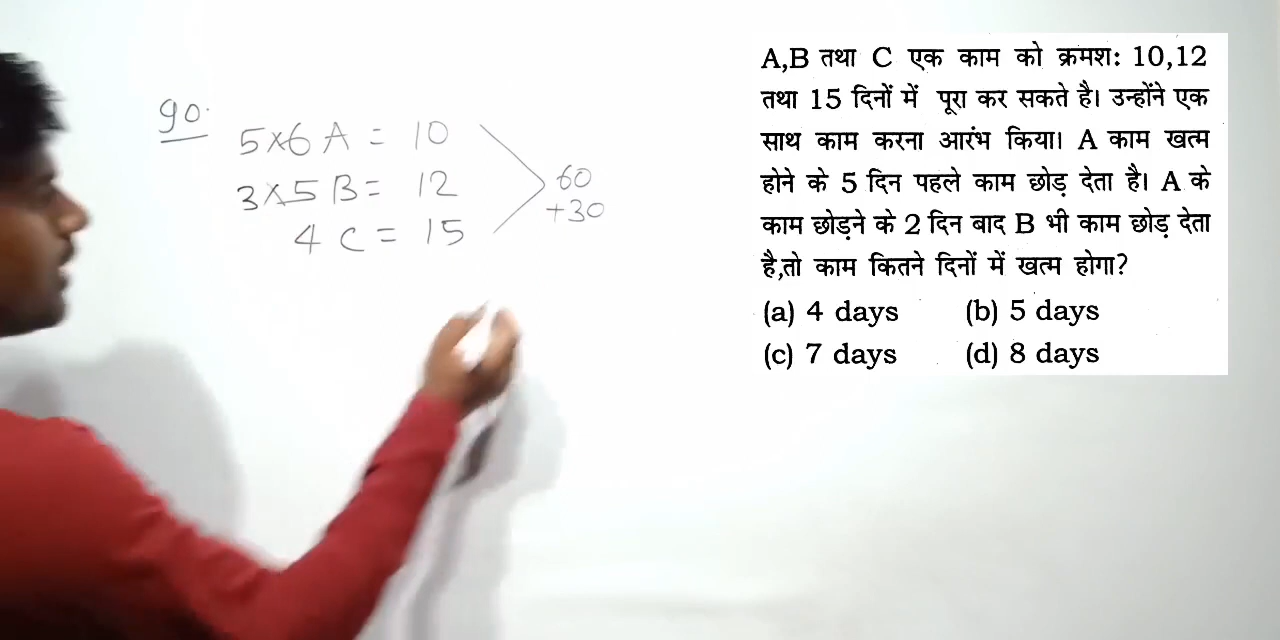 90.
5×6 A = 10
3×5 B = 12
4 C = 15
60
+30
A,B तथा C एक काम को क्रमश: 10,12
तथा 15 दिनों में पूरा कर सकते है। उन्होंने एक
साथ काम करना आरंभ किया। A काम खत्म
होने के 5 दिन पहले काम छोड़ देता है। A के
काम छोड़ने के 2 दिन बाद B भी काम छोड़ देता
है,तो काम कितने दिनों में खत्म होगा?
(a) 4 days (b) 5 days
(c) 7 days (d) 8 days